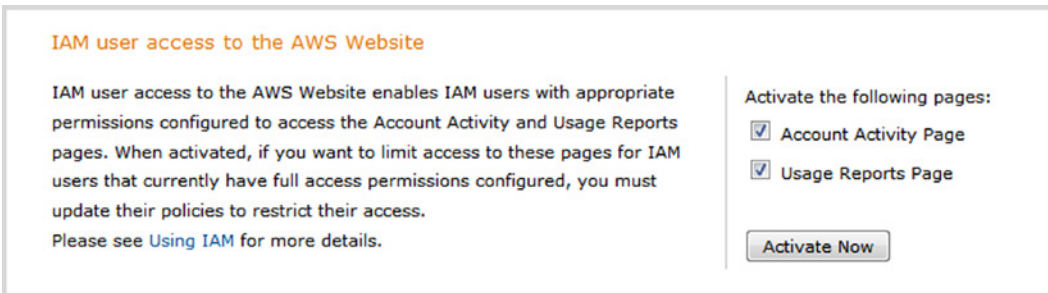 IAM user access to the AWS Website
IAM user access to the AWS Website enables IAM users with appropriate
permissions configured to access the Account Activity and Usage Reports
pages. When activated, if you want to limit access to these pages for IAM
users that currently have full access permissions configured, you must
update their policies to restrict their access.
Please see Using IAM for more details.
Activate the following pages:
Account Activity Page
Usage Reports Page
Activate Now